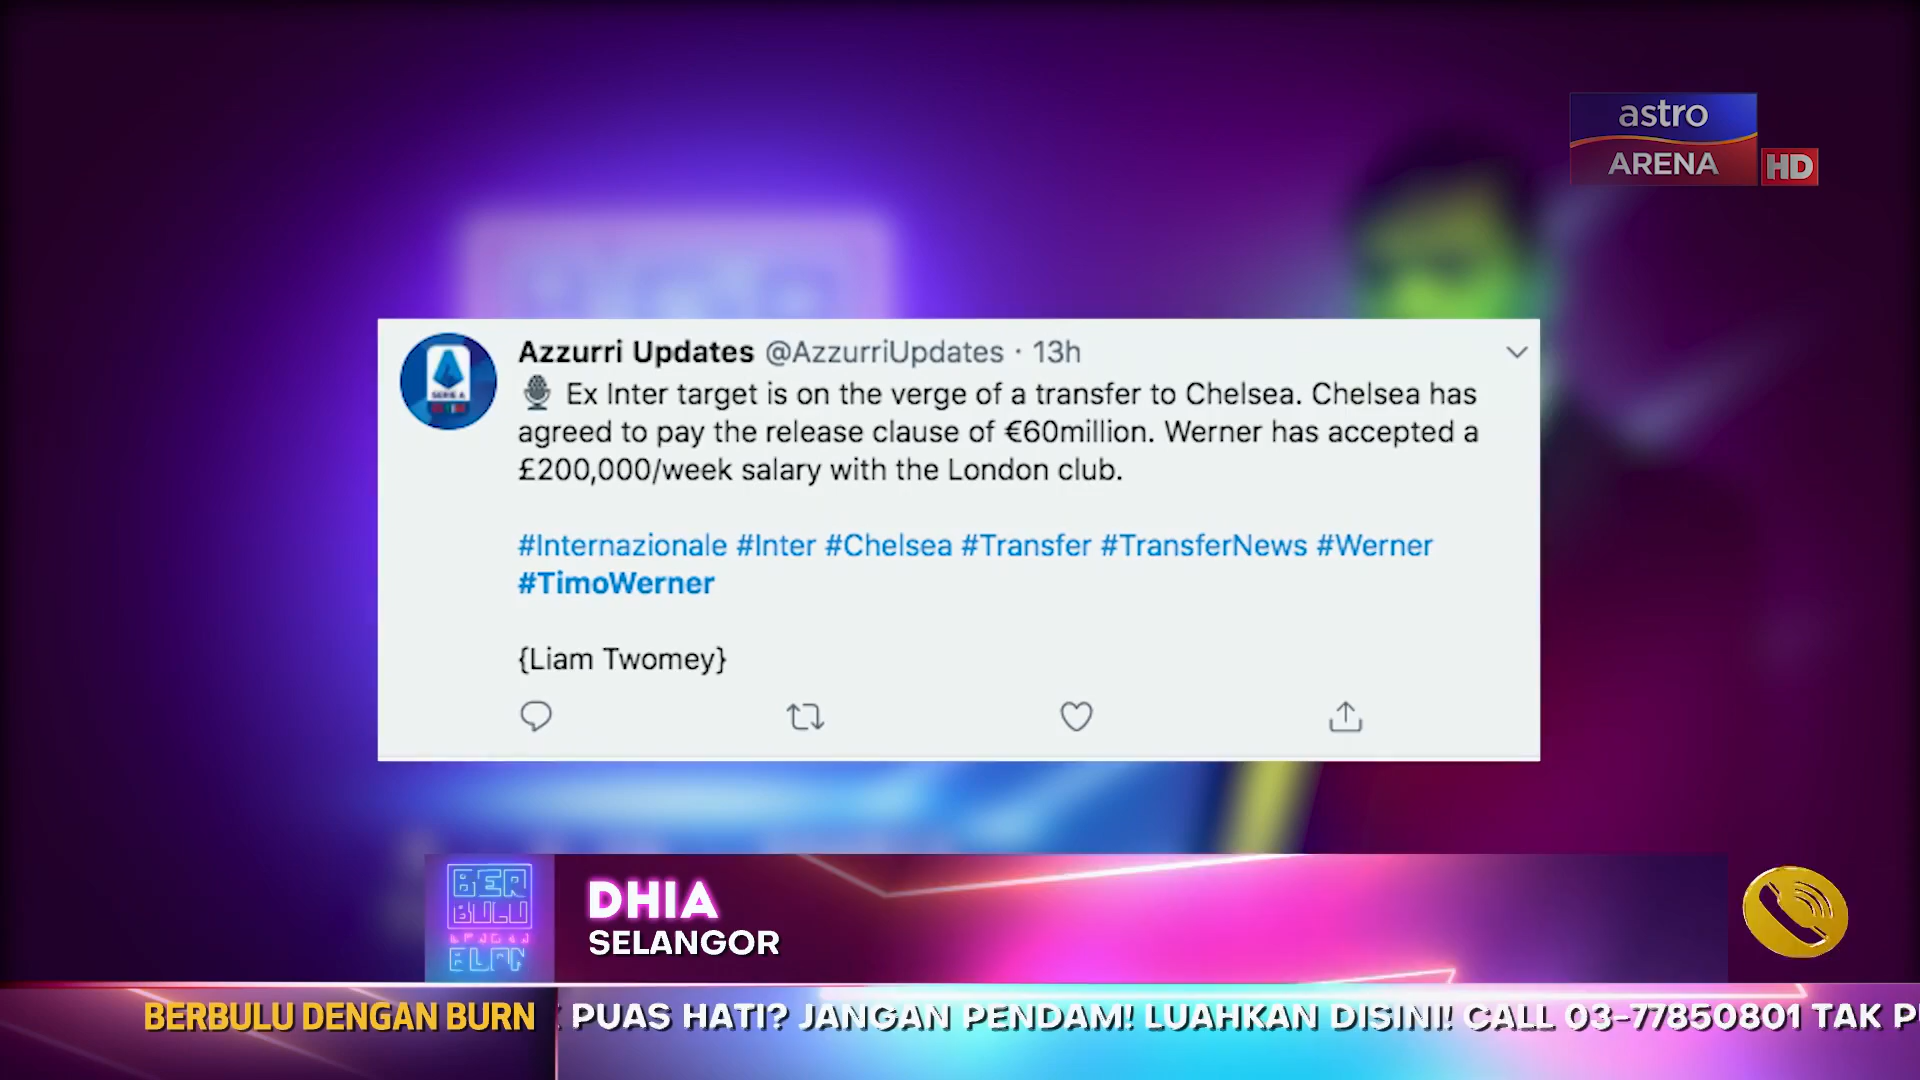 astro
ARENA
HD
Azzurri Updates @AzzurriUpdates · 13h
Ex Inter target is on the verge of a transfer to Chelsea. Chelsea has
agreed to pay the release clause of €60million. Werner has accepted a
£200,000/week salary with the London club.
#Internazionale #Inter #Chelsea #Transfer #TransferNews #Werner
#TimoWerner
{Liam Twomey}
BER
BULU
DHIA
SELANGOR
BERBULU DENGAN BURN
PUAS HATI? JANGAN PENDAM! LUAHKAN DISINI! CALL 03-77850801 TAK